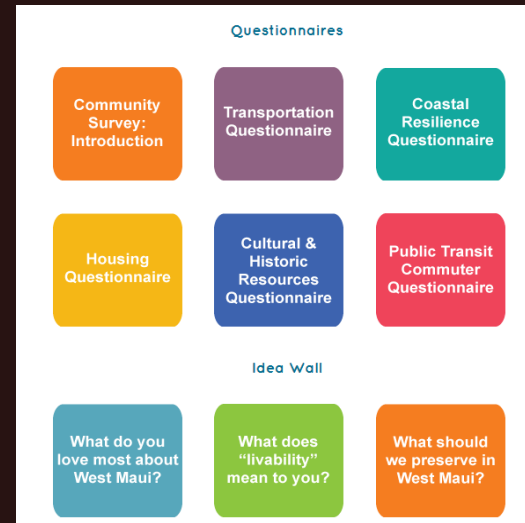 Questionnaires
Community
Survey:
Introduction
Transportation
Questionnaire
Coastal
Resilience
Questionnaire
Housing
Questionnaire
Cultural &
Historic
Resources
Questionnaire
Public Transit
Commuter
Questionnaire
Idea Wall
What do you
love most about
West Maui?
What does
“livability”
mean to you?
What should
we preserve in
West Maui?